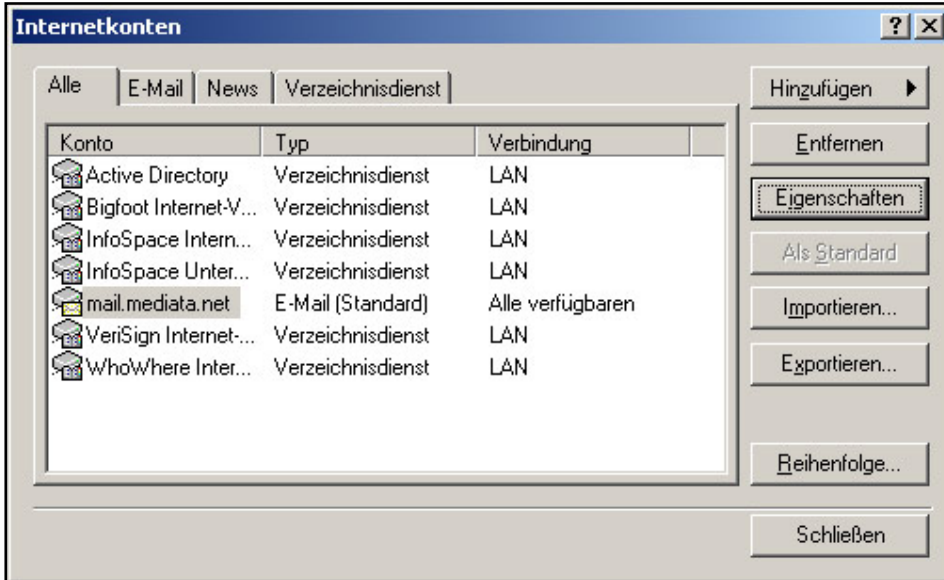 Internetkonten
Alle E-Mail News Verzeichnisdienst
Konto Typ Verbindung
Active Directory Verzeichnisdienst LAN
Bigfoot Internet-V... Verzeichnisdienst LAN
InfoSpace Intern... Verzeichnisdienst LAN
InfoSpace Unter... Verzeichnisdienst LAN
mail.mediata.net E-Mail (Standard) Alle verfügbaren
VeriSign Internet-... Verzeichnisdienst LAN
WhoWhere Inter... Verzeichnisdienst LAN
Hinzufügen
Entfernen
Eigenschaften
Als Standard
Importieren...
Exportieren...
Reihenfolge...
Schließen